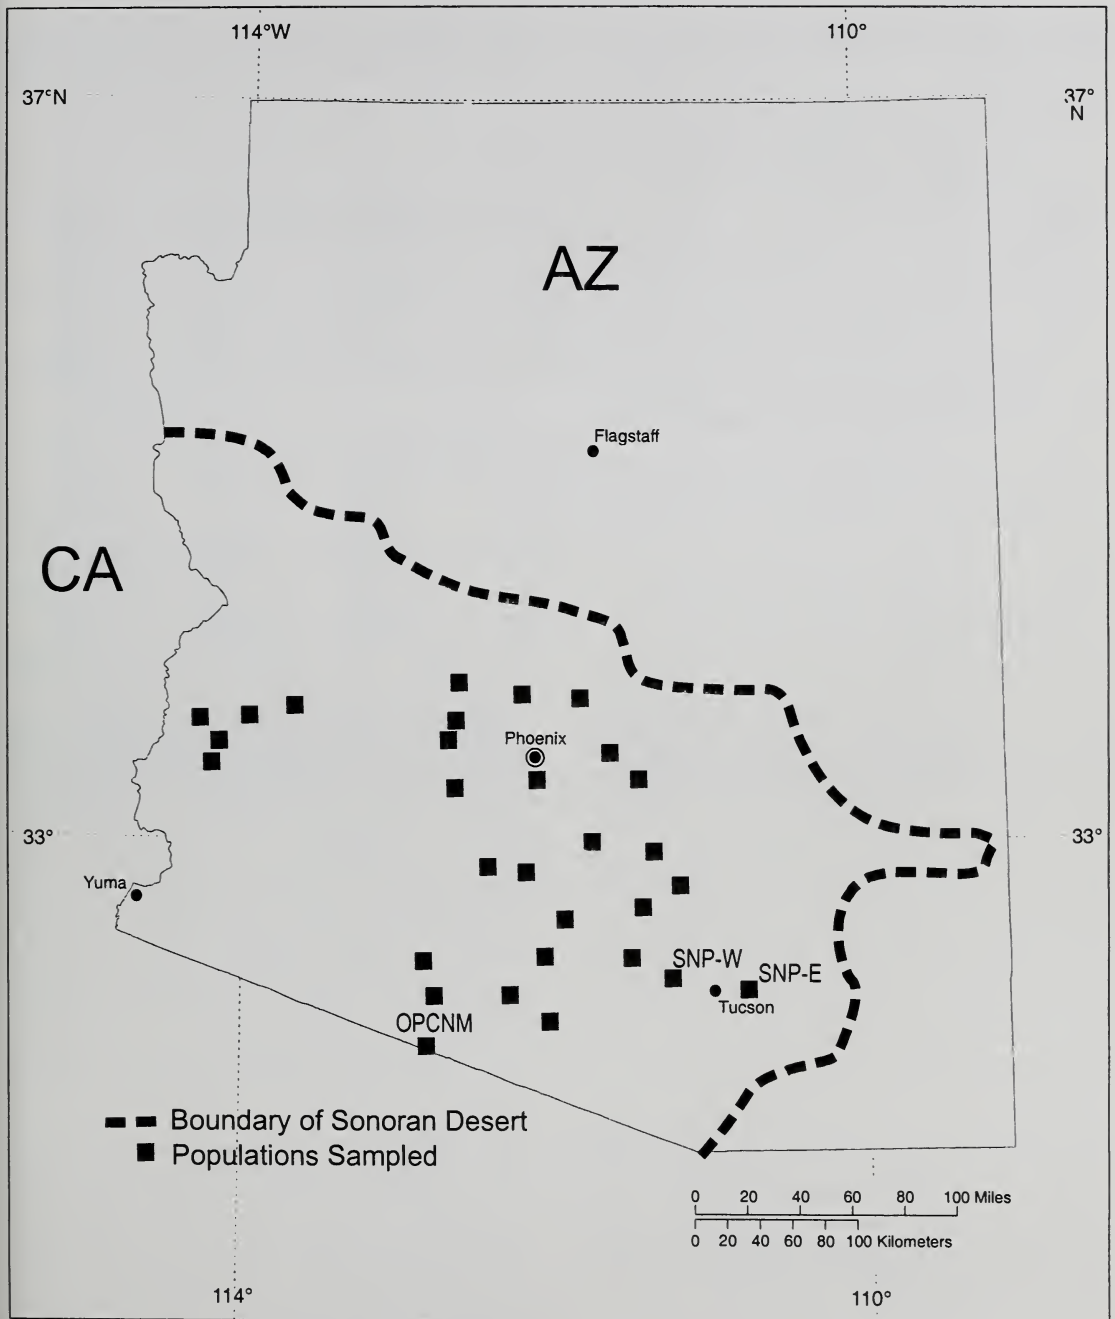 114°W 110°
37°N 37°
N
AZ
Flagstaff
CA
Phoenix
33° 33°
Yuma
SNP-W
SNP-E
Tucson
OPCNM
Boundary of Sonoran Desert
Populations Sampled
0 20 40 60 80 100 Miles
0 20 40 60 80 100 Kilometers
114° 110°